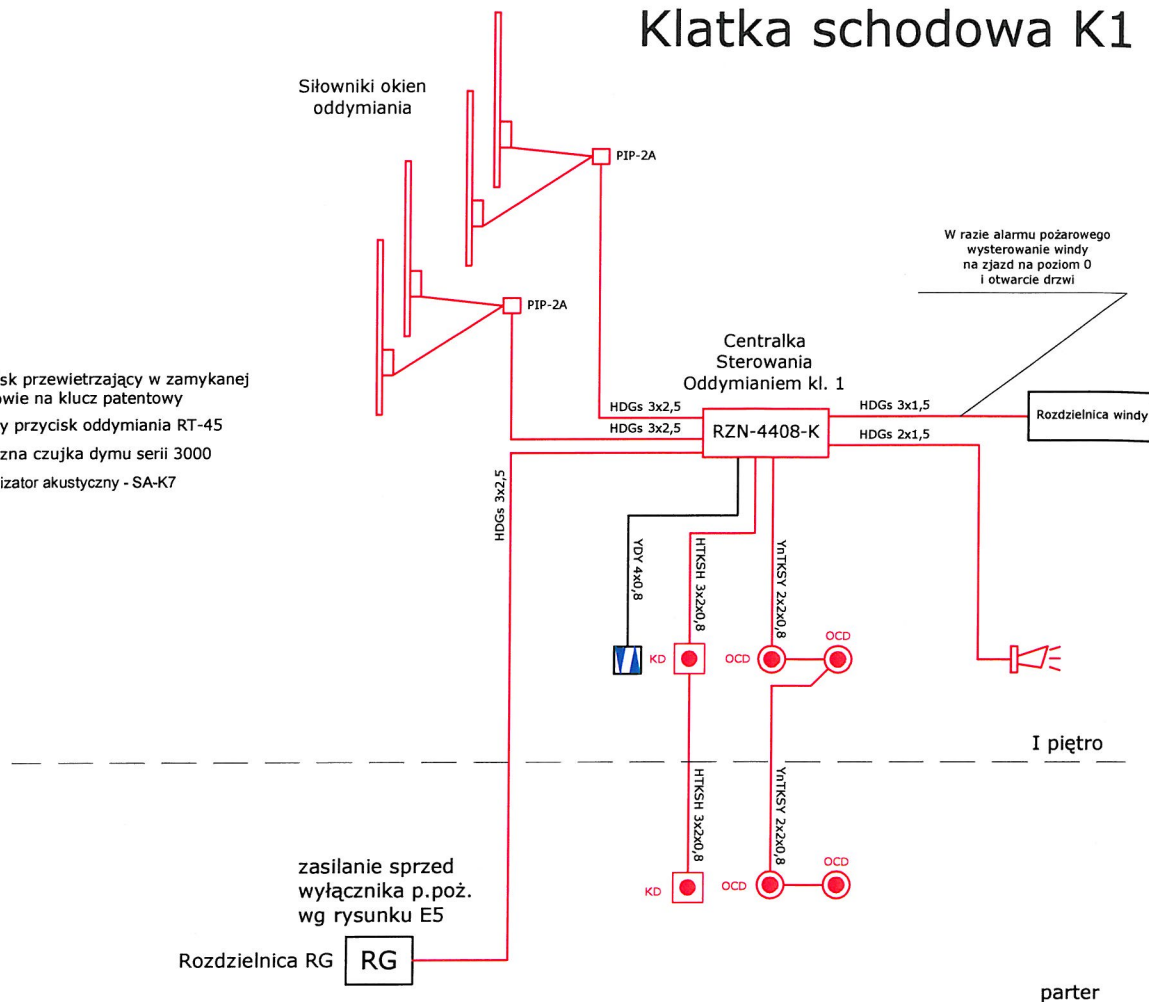 Klatka schodowa K1
Siłowniki okien
oddymiania
PIP-2A
PIP-2A
W razie alarmu pożarowego
wysterowanie windy
na zjazd na poziom 0
i otwarcie drzwi
sk przewietrzający w zamykanej
owie na klucz patentowy
y przycisk oddymiania RT-45
zna czujka dymu serii 3000
izator akustyczny - SA-K7
Centralka
Sterowania
Oddymianiem kl. 1
HDGs 3x2,5
HDGs 3x2,5
RZN-4408-K
HDGs 3x1,5
HDGs 2x1,5
Rozdzielnica windy
HDGs 3x2,5
YDY 4x0,8
HTKSH 3x2x0,8
YnTKSY 2x2x0,8
KD
OCD
OCD
I piętro
HTKSH 3x2x0,8
YnTKSY 2x2x0,8
KD
OCD
OCD
zasilanie sprzed
wyłącznika p.poż.
wg rysunku E5
Rozdzielnica RG
RG
parter